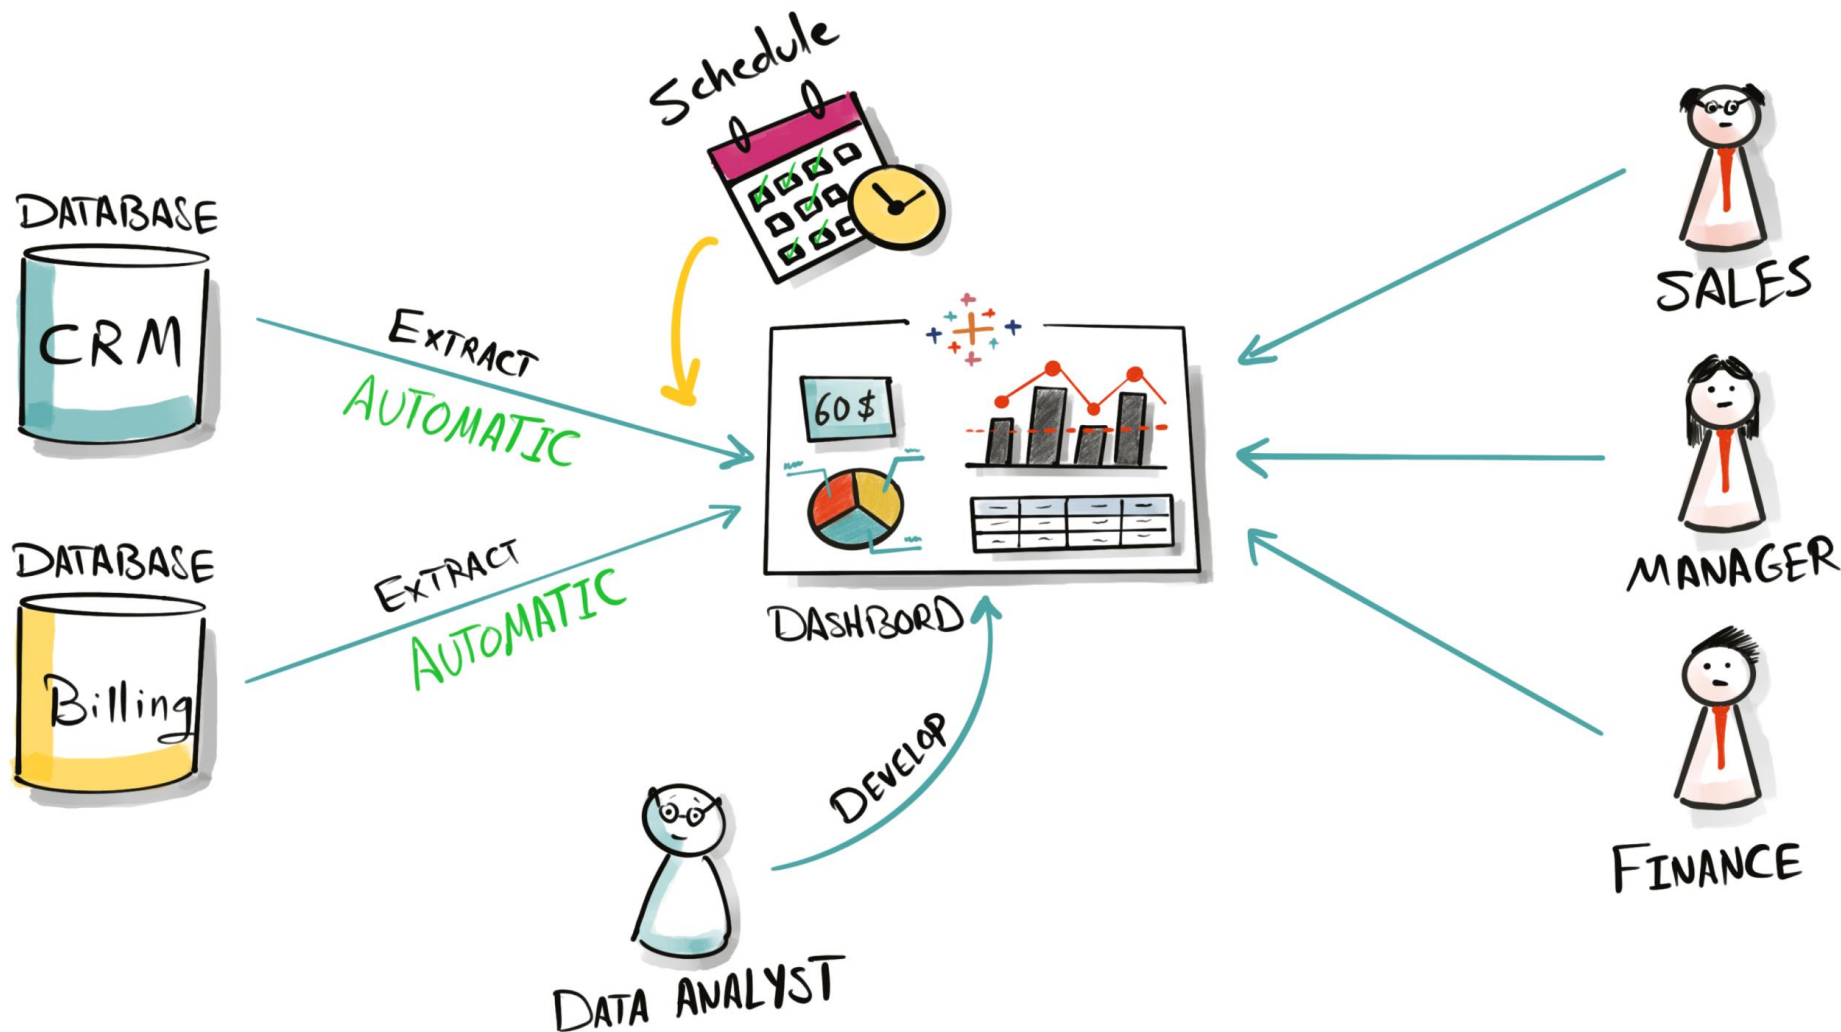 Schedule
DATABASE
CRM
EXTRACT
AUTOMATIC
DATABASE
Billing
EXTRACT
AUTOMATIC
60$
DASHBORD
DEVELOP
DATA ANALYST
SALES
MANAGER
FINANCE